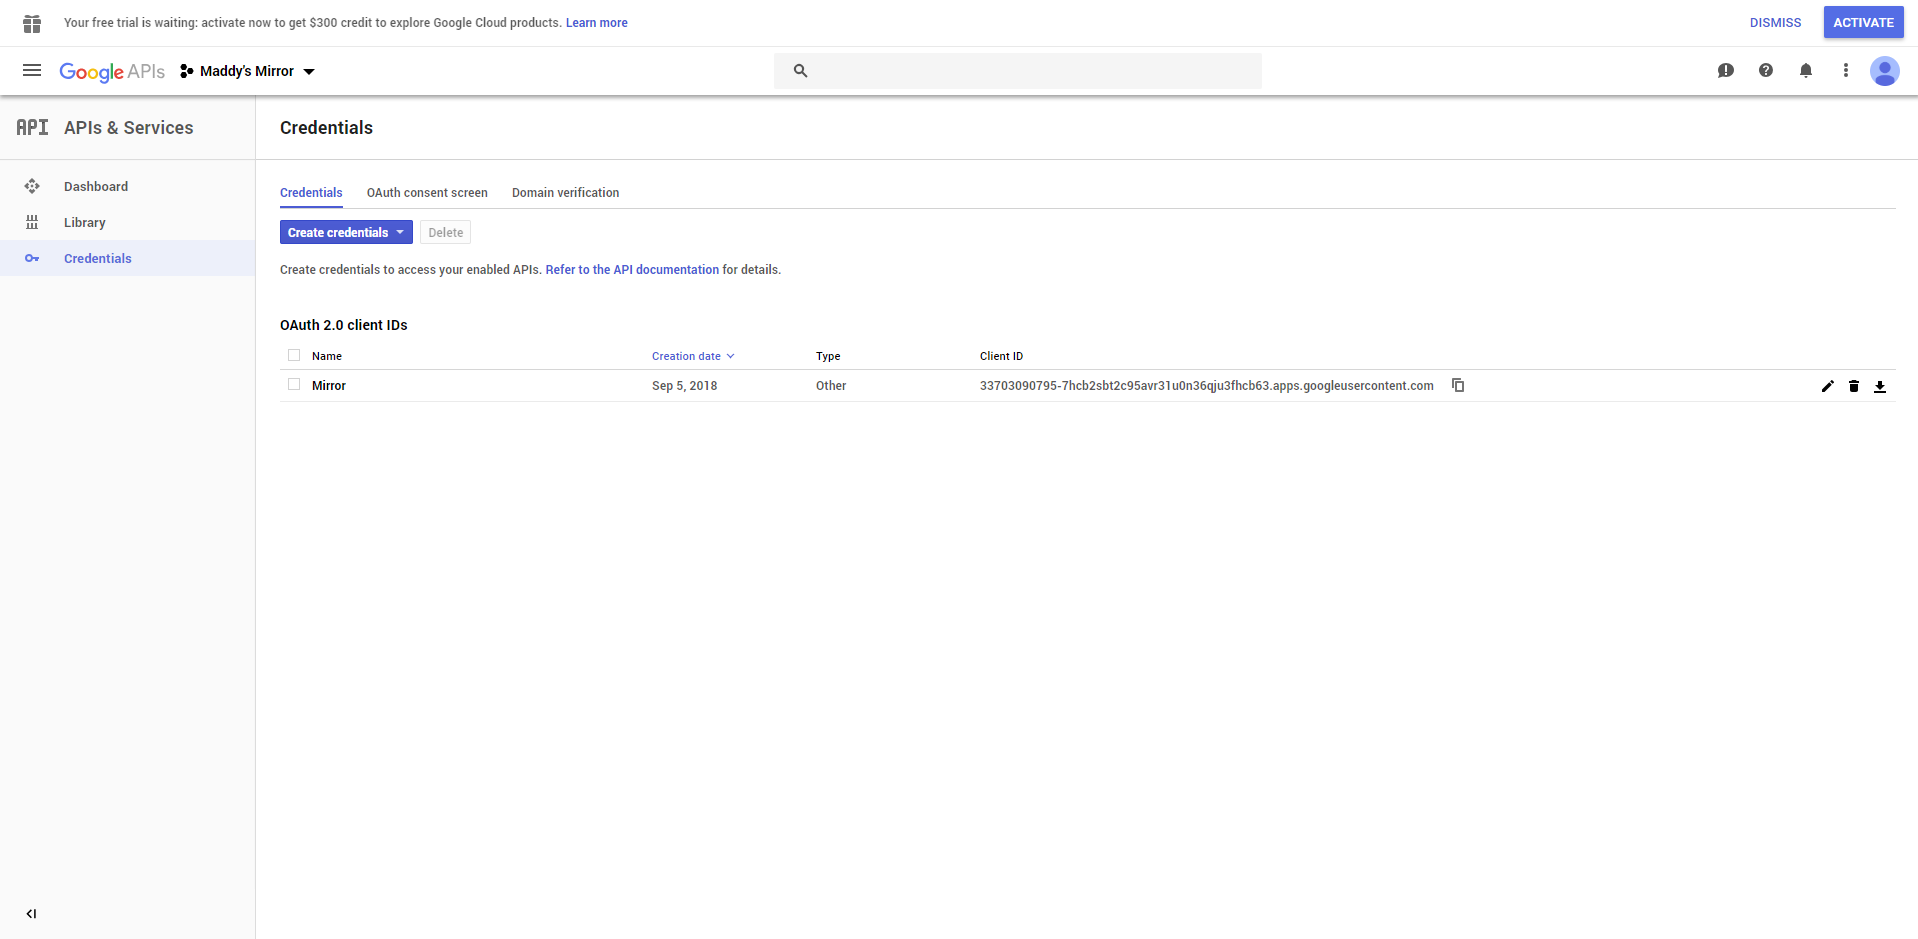 Your free trial is waiting: activate now to get $300 credit to explore Google Cloud products. Learn more
DISMISS
ACTIVATE
Google APIs
Maddy's Mirror
API
APIs & Services
Dashboard
Library
Credentials
Credentials
Credentials
OAuth consent screen
Domain verification
Create credentials
Delete
Create credentials to access your enabled APIs. Refer to the API documentation for details.
OAuth 2.0 client IDs
Name
Creation date
Type
Client ID
Mirror
Sep 5, 2018
Other
33703090795-7hcb2sbt2c95avr31u0n36qju3fhcb63.apps.googleusercontent.com